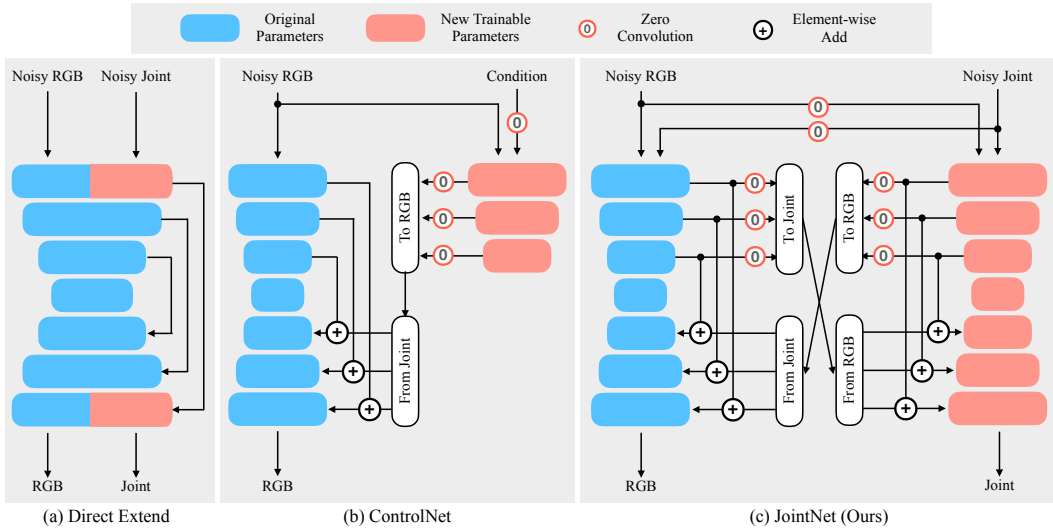 Original
Parameters
New Trainable
Parameters
0
Zero
Convolution
+
Element-wise
Add
Noisy RGB
Noisy Joint
RGB
Joint
(a) Direct Extend
Noisy RGB
Condition
0
To RGB
0
0
0
From Joint
+
+
+
RGB
(b) ControlNet
Noisy RGB
Noisy Joint
0
0
0
0
0
To Joint
To RGB
0
0
0
From Joint
From RGB
+
+
+
+
+
+
RGB
Joint
(c) JointNet (Ours)